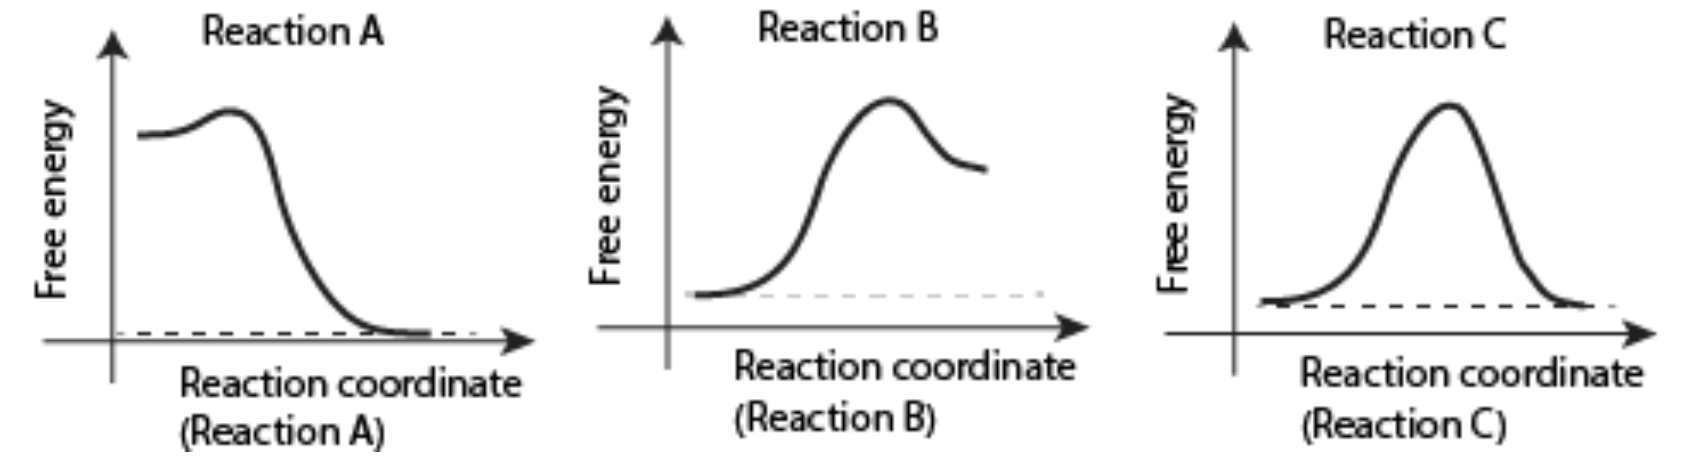 Reaction A
Free energy
Reaction coordinate
(Reaction A)
Reaction B
Free energy
Reaction coordinate
(Reaction B)
Reaction C
Free energy
Reaction coordinate
(Reaction C)